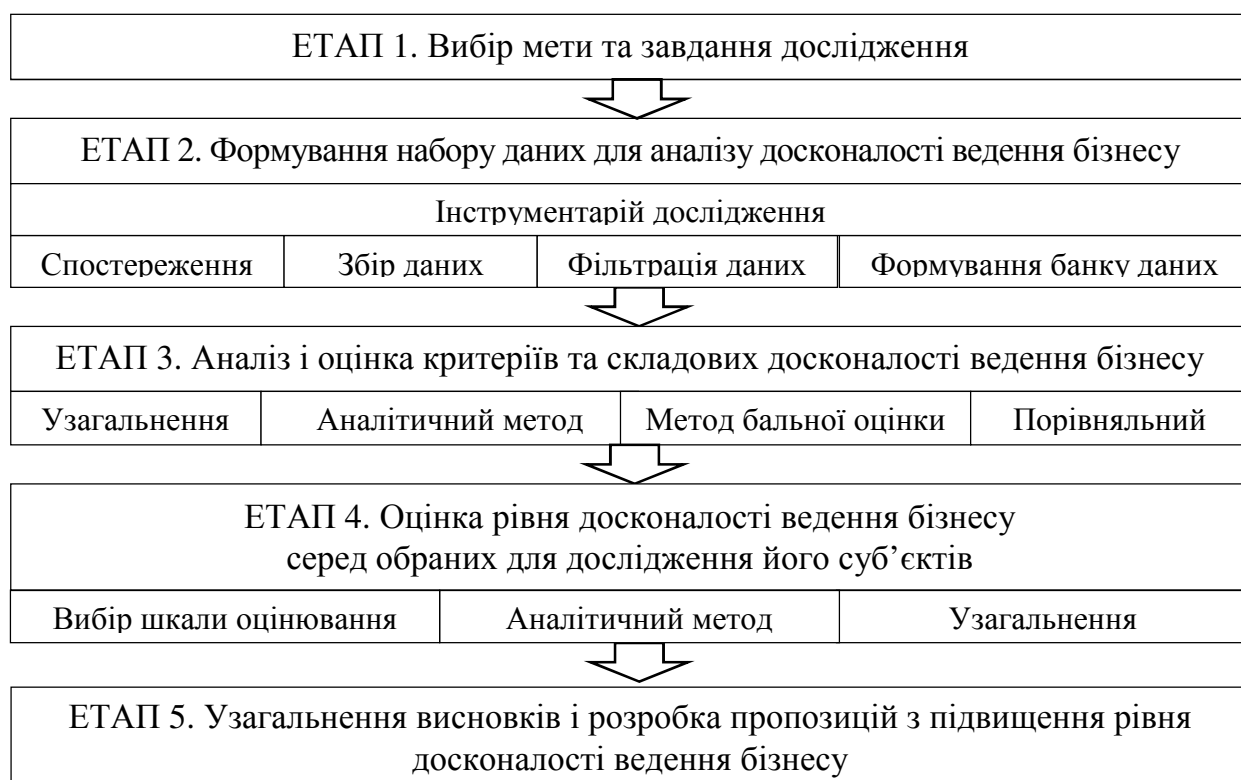 ЕТАП 1. Вибір мети та завдання дослідження
ЕТАП 2. Формування набору даних для аналізу досконалості ведення бізнесу
Інструментарій дослідження
Спостереження Збір даних Фільтрація даних Формування банку даних
ЕТАП 3. Аналіз і оцінка критеріїв та складових досконалості ведення бізнесу
Узагальнення Аналітичний метод Метод бальної оцінки Порівняльний
ЕТАП 4. Оцінка рівня досконалості ведення бізнесу
серед обраних для дослідження його суб’єктів
Вибір шкали оцінювання Аналітичний метод Узагальнення
ЕТАП 5. Узагальнення висновків і розробка пропозицій з підвищення рівня
досконалості ведення бізнесу